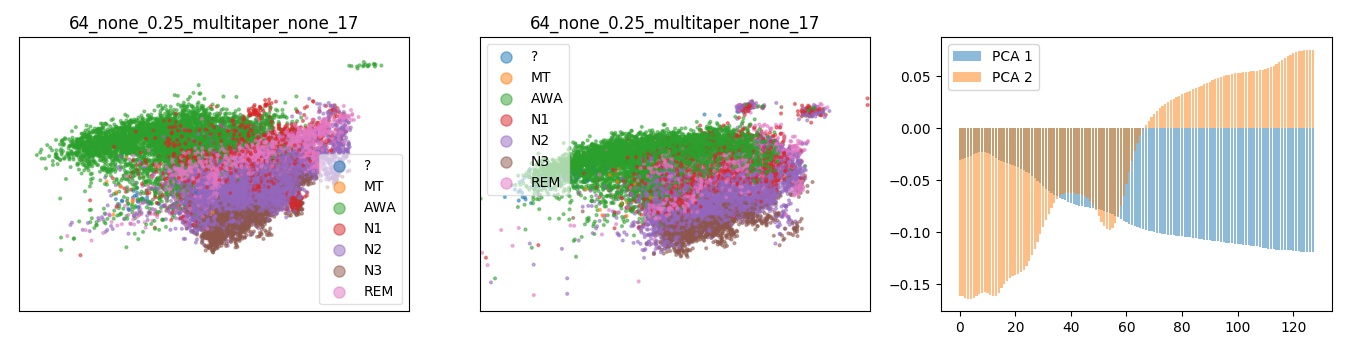 64_none_0.25_multitaper_none_17
?
MT
AWA
N1
N2
N3
REM
64_none_0.25_multitaper_none_17
?
MT
AWA
N1
N2
N3
REM
PCA 1
PCA 2
0.05
0.00
−0.05
−0.10
−0.15
0 20 40 60 80 100 120